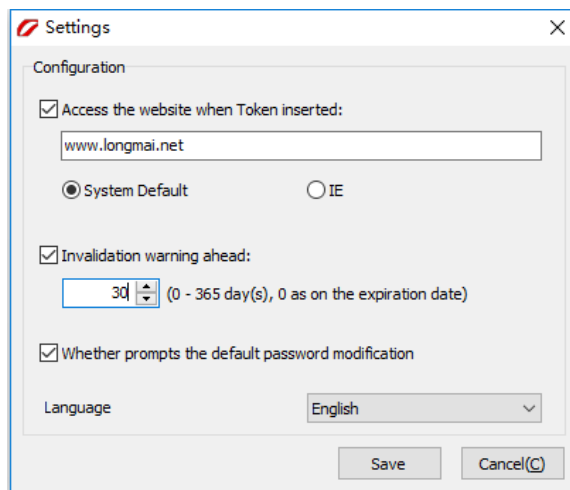 Settings
Configuration
Access the website when Token inserted:
www.longmai.net
System Default
IE
Invalidation warning ahead:
30 (0 - 365 day(s), 0 as on the expiration date)
Whether prompts the default password modification
Language
English
Save
Cancel(C)